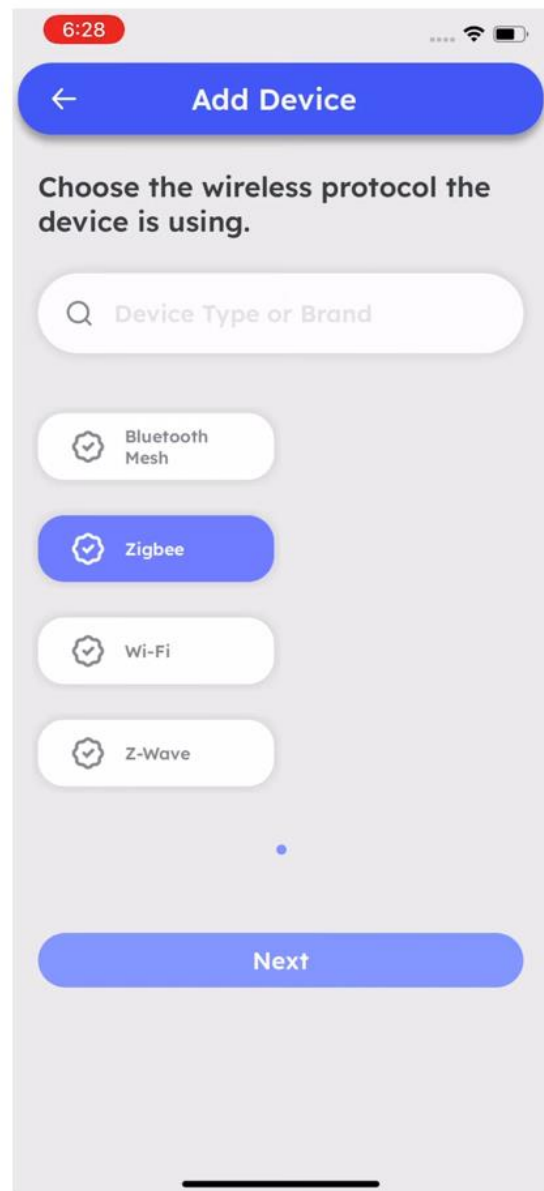 6:28
Add Device
Choose the wireless protocol the
device is using.
Device Type or Brand
Bluetooth
Mesh
Zigbee
Wi-Fi
Z-Wave
Next